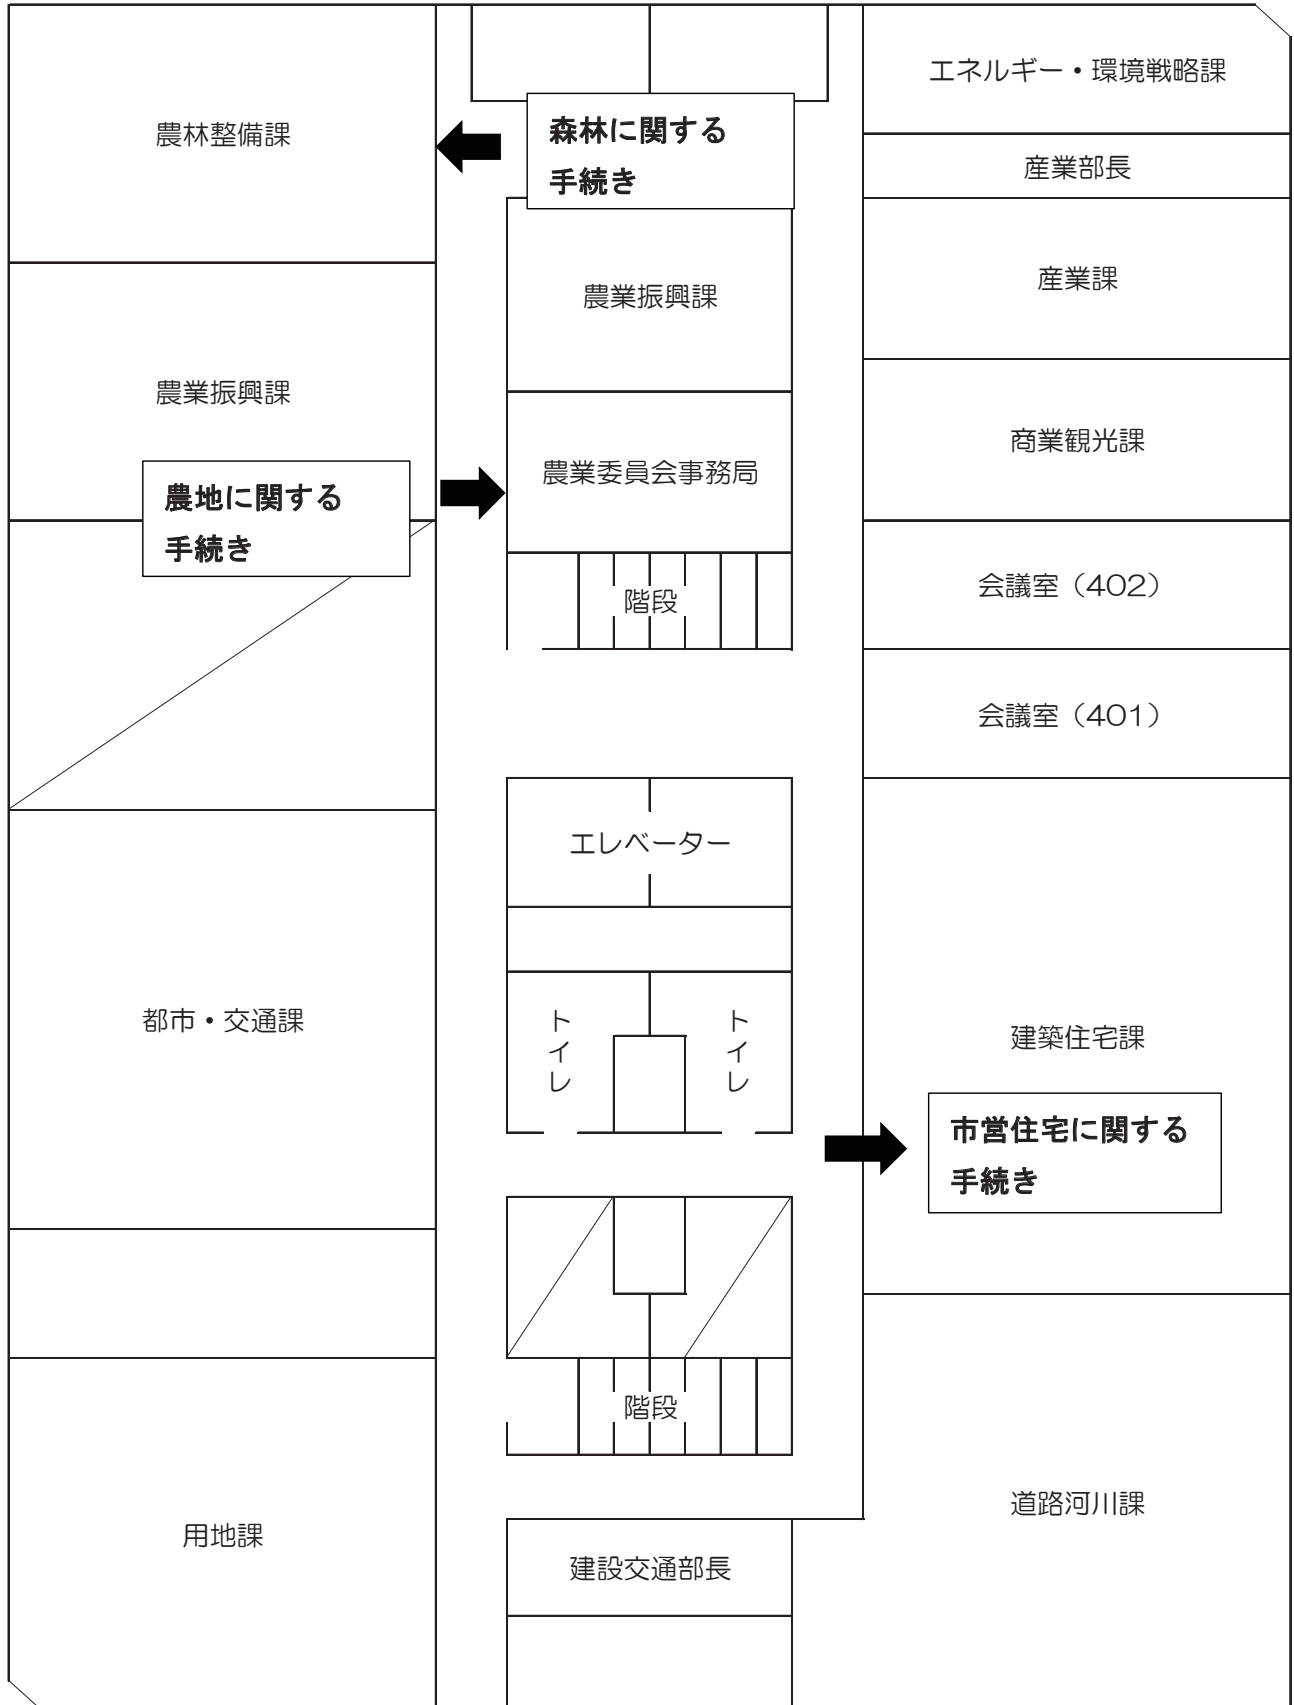 エネルギー・環境戦略課
農林整備課
森林に関する
手続き
産業部長
農業振興課
産業課
農業振興課
商業観光課
農業委員会事務局
農地に関する
手続き
階段
会議室（402）
会議室（401）
エレベーター
都市・交通課
トイレ
トイレ
建築住宅課
市営住宅に関する
手続き
階段
用地課
道路河川課
建設交通部長